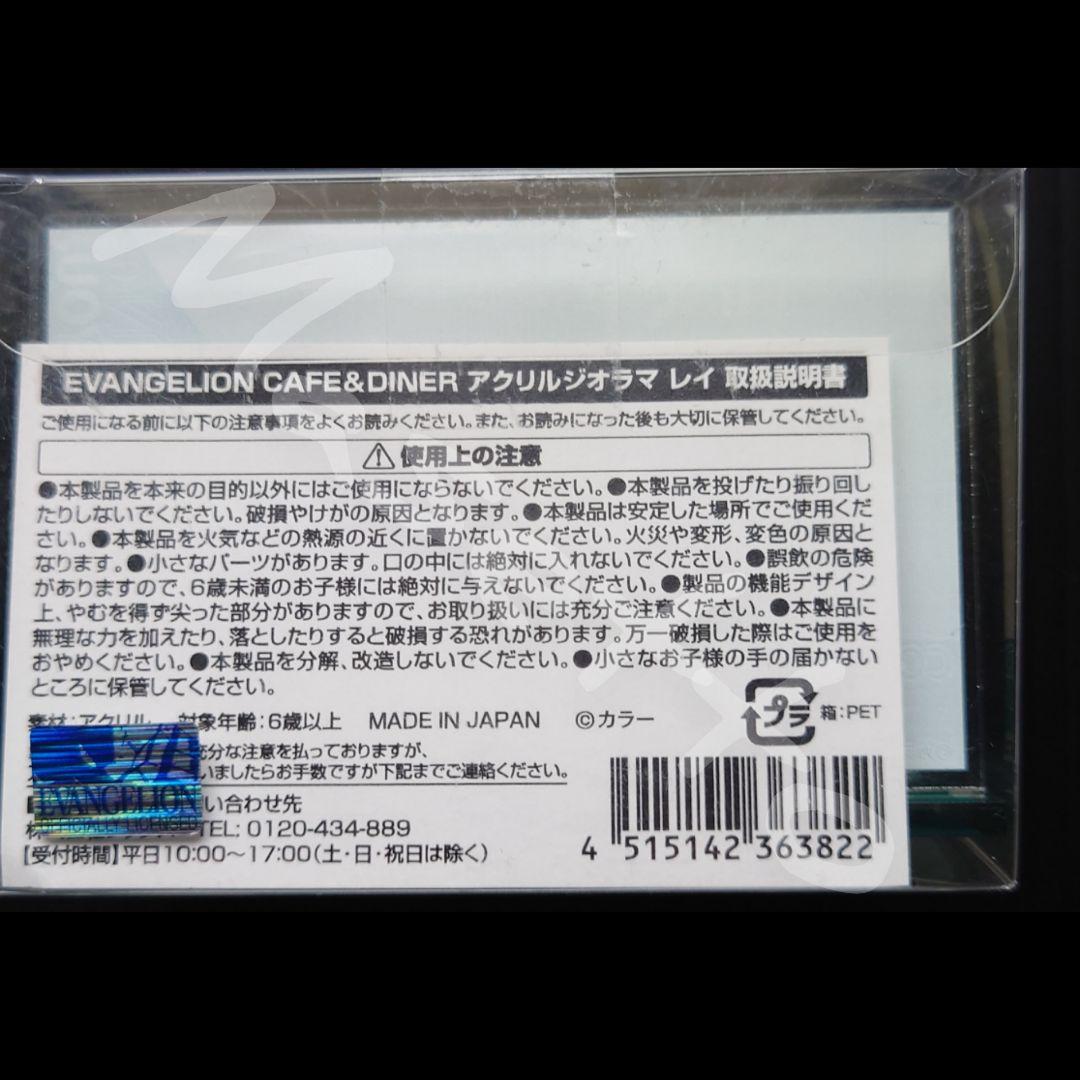 EVANGELION CAFE&DINER アクリルジオラマ レイ 取扱説明書
ご使用になる前に以下の注意事項をよくお読みください。また、お読みになった後も大切に保管してください。
⚠使用上の注意
●本製品を本来の目的以外にはご使用にならないでください。●本製品を投げたり振り回し
たりしないでください。破損やけがの原因となります。●本製品は安定した場所でご使用くだ
さい。●本製品を火気などの熱源の近くに置かないでください。火災や変形、変色の原因と
なります。●小さなパーツがあります。口の中には絶対に入れないでください。●誤飲の危険
がありますので、6歳未満のお子様には絶対に与えないでください。●製品の機能デザイン
上、やむを得ず尖った部分がありますので、お取り扱いには充分ご注意ください。●本製品に
無理な力を加えたり、落としたりすると破損する恐れがあります。万一破損した際はご使用を
おやめください。●本製品を分解、改造しないでください。●小さなお子様の手の届かない
ところに保管してください。
素材：アクリル 対象年齢：6歳以上 MADE IN JAPAN ©カラー
プラ 箱：PET
充分な注意を払っておりますが、
いましたらお手数ですが下記までご連絡ください。
い合わせ先
TEL：0120-434-889
【受付時間】平日10:00～17:00（土・日・祝日は除く）
EVANGELION
OFFICIALLY LICENSED
4 515142 363822